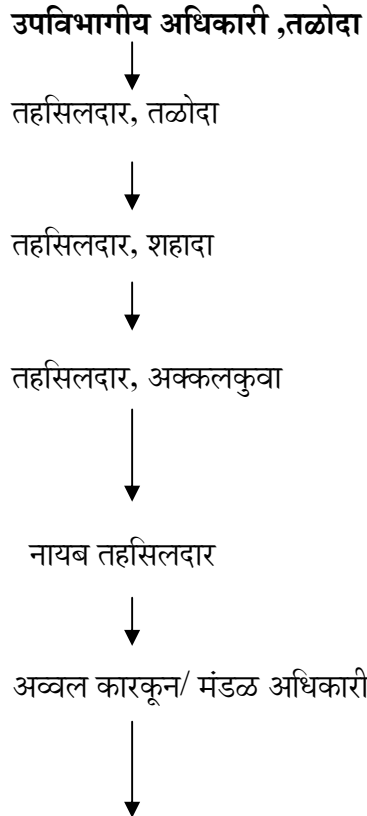 उपविभागीय अधिकारी ,तळोदा
तहसिलदार, तळोदा
तहसिलदार, शहादा
तहसिलदार, अक्कलकुवा
नायब तहसिलदार
अव्वल कारकून/ मंडळ अधिकारी